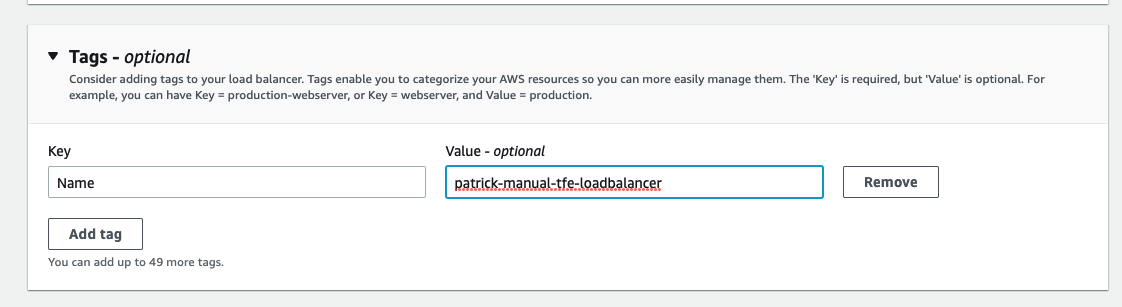 Tags - optional
Consider adding tags to your load balancer. Tags enable you to categorize your AWS resources so you can more easily manage them. The 'Key' is required, but 'Value' is optional. For
example, you can have Key = production-webserver, or Key = webserver, and Value = production.
Key
Value - optional
Name
patrick-manual-tfe-loadbalancer
Remove
Add tag
You can add up to 49 more tags.